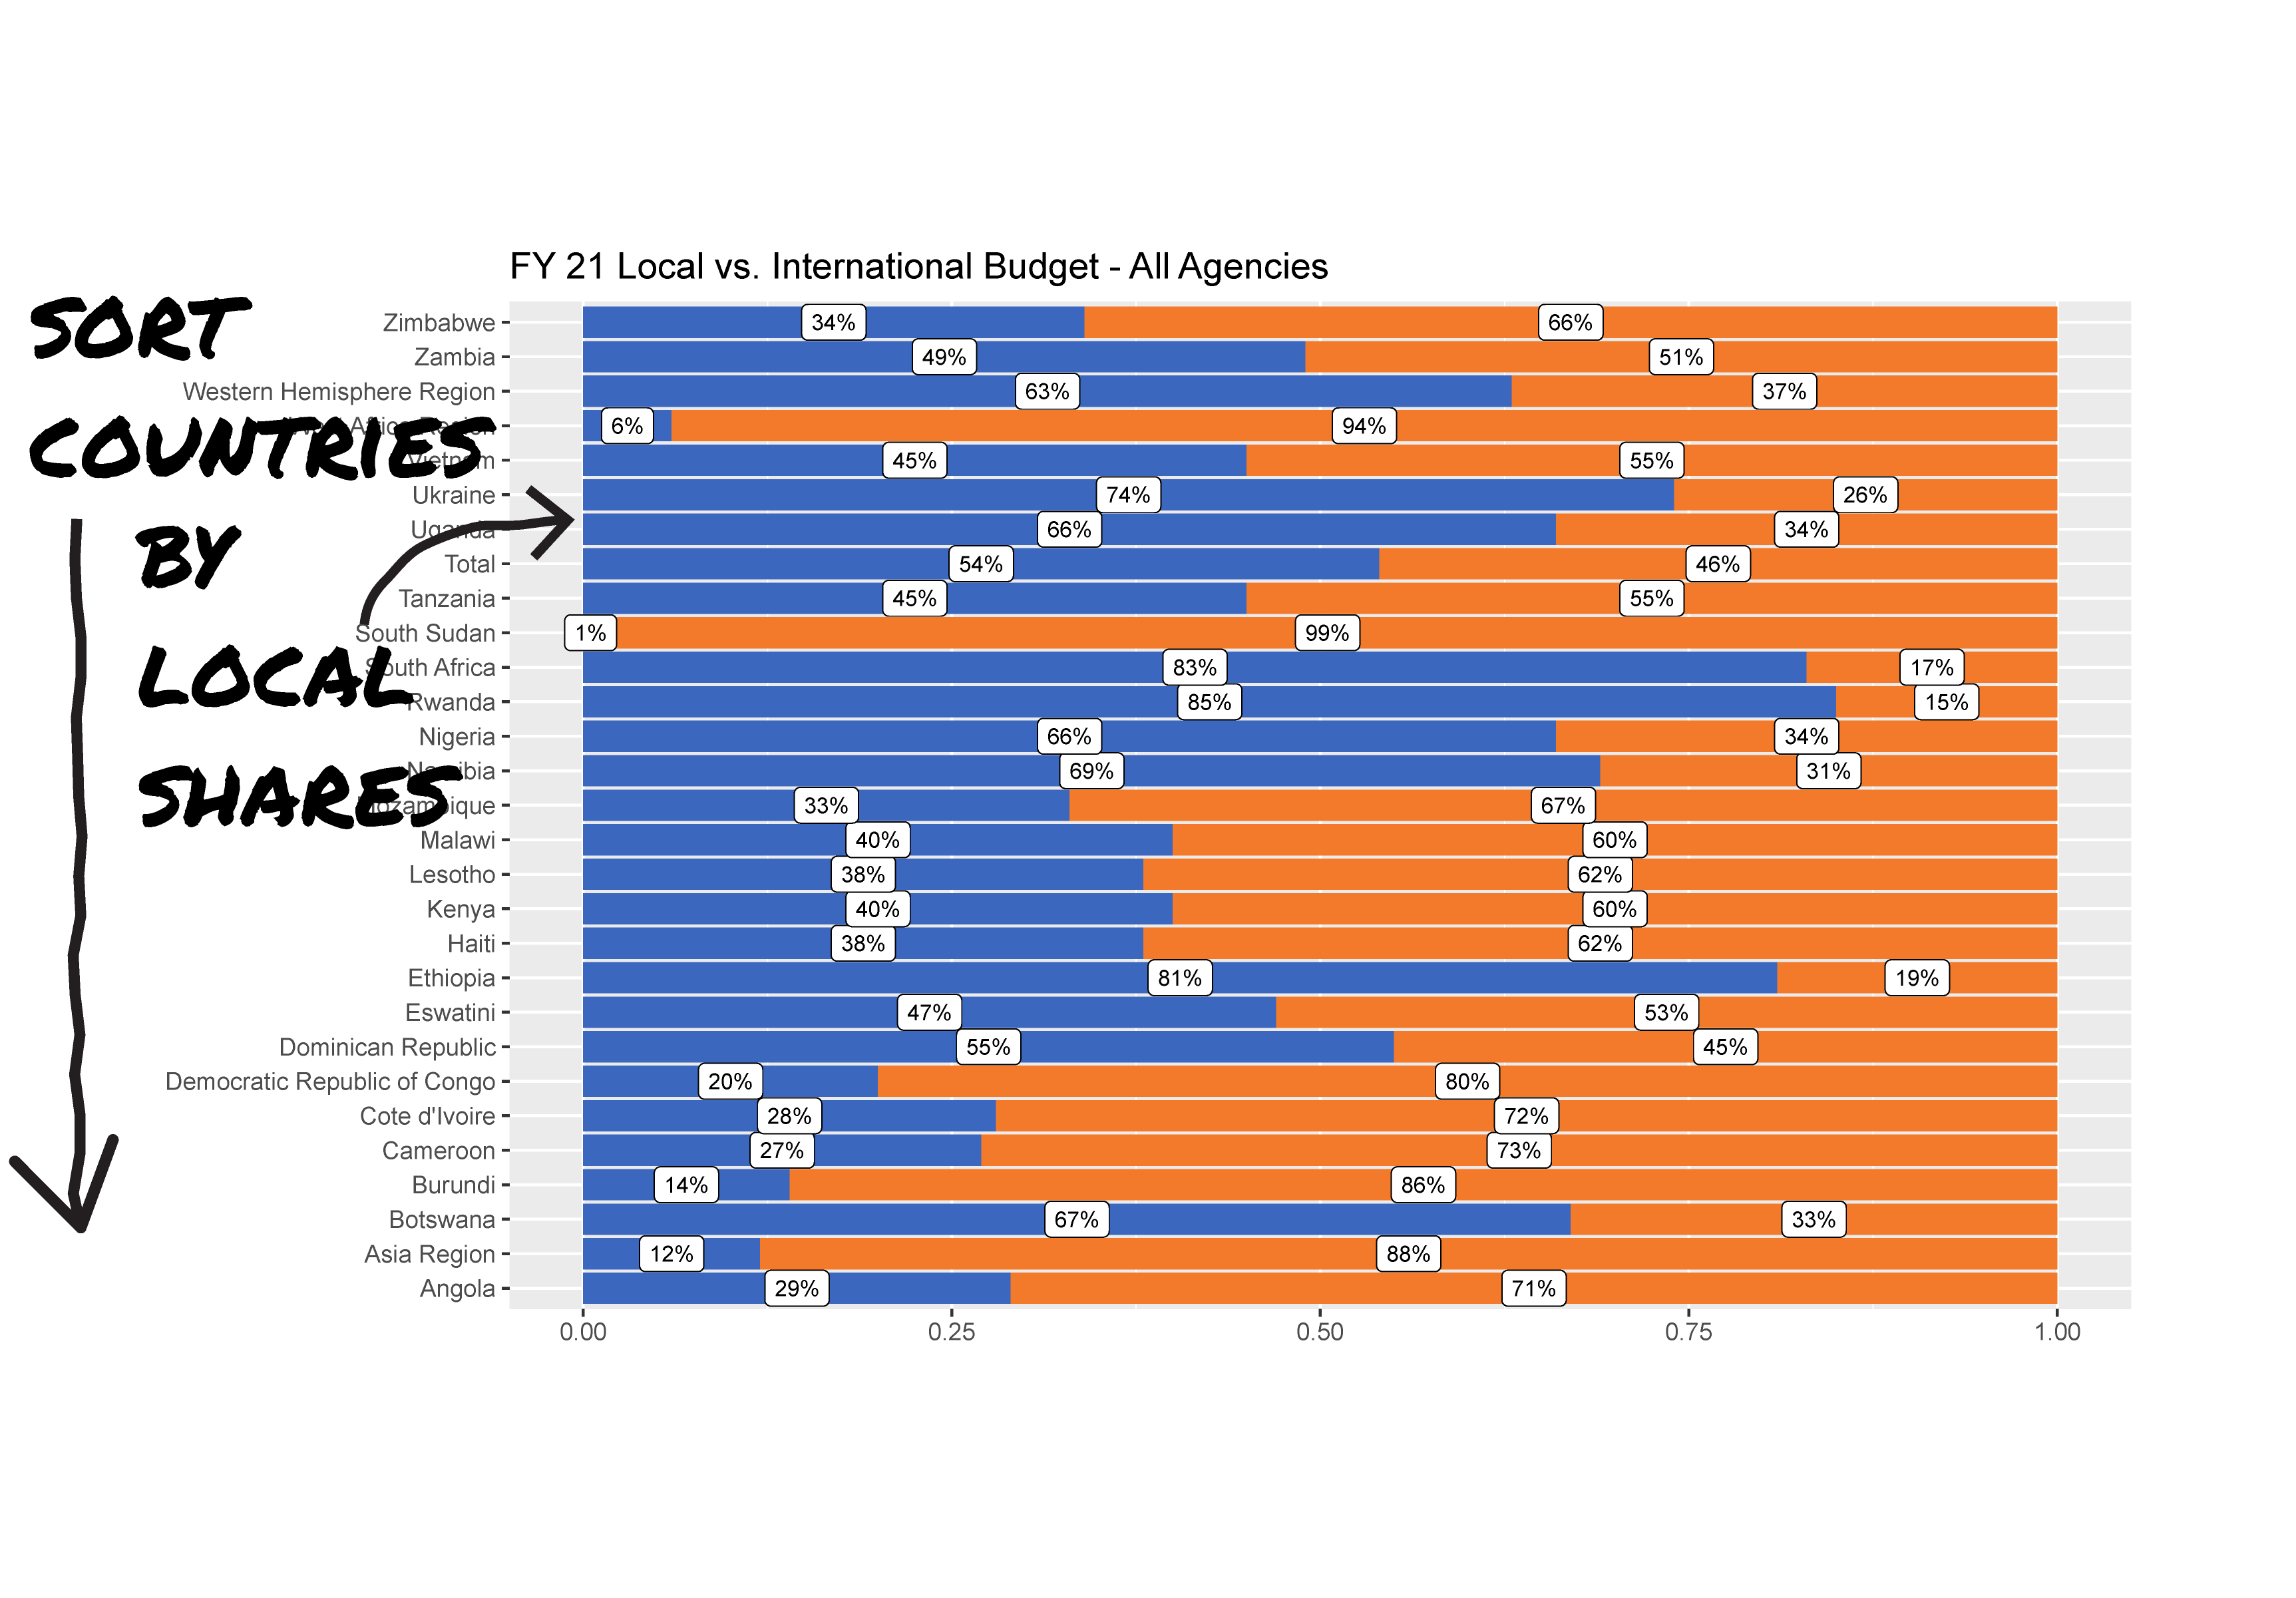 FY 21 Local vs. International Budget - All Agencies
SORT
COUNTRIES
BY
LOCAL
SHARES
Zimbabwe 34% 66%
Zambia 49% 51%
Western Hemisphere Region 63% 37%
Africa Region 6% 94%
Vietnam 45% 55%
Ukraine 74% 26%
Uganda 66% 34%
Total 54% 46%
Tanzania 45% 55%
South Sudan 1% 99%
South Africa 83% 17%
Rwanda 85% 15%
Nigeria 66% 34%
Namibia 69% 31%
Mozambique 33% 67%
Malawi 40% 60%
Lesotho 38% 62%
Kenya 40% 60%
Haiti 38% 62%
Ethiopia 81% 19%
Eswatini 47% 53%
Dominican Republic 55% 45%
Democratic Republic of Congo 20% 80%
Cote d'Ivoire 28% 72%
Cameroon 27% 73%
Burundi 14% 86%
Botswana 67% 33%
Asia Region 12% 88%
Angola 29% 71%
0.00 0.25 0.50 0.75 1.00